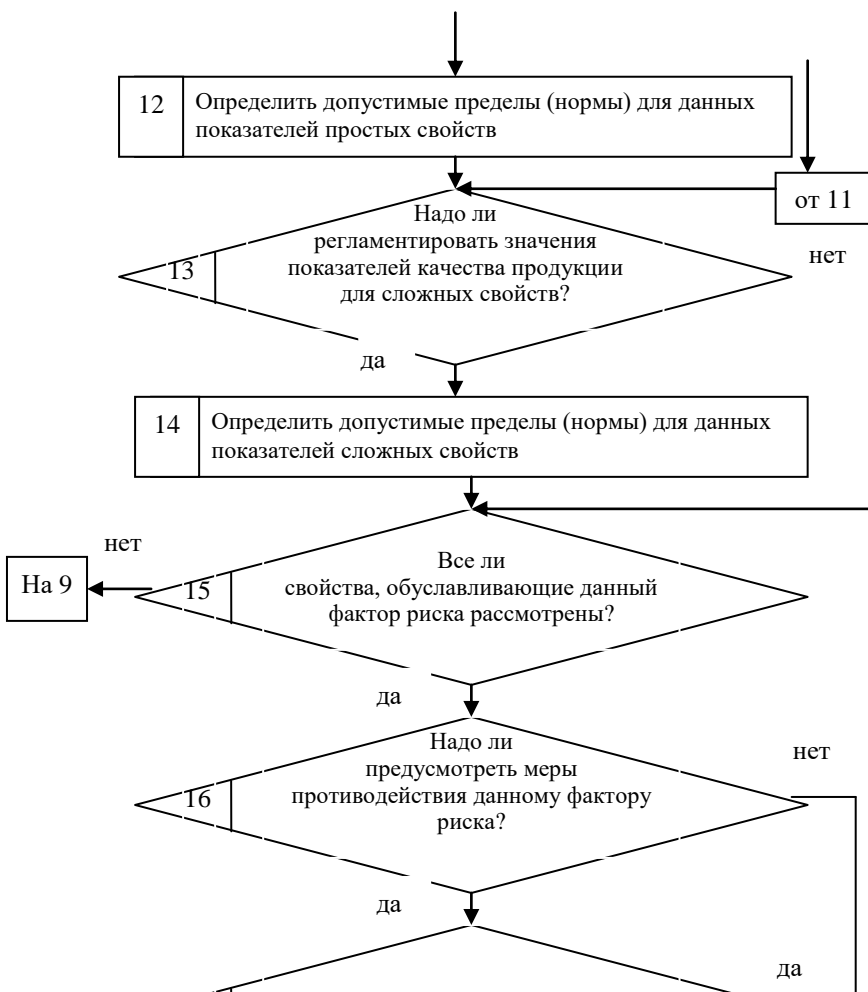 12
Определить допустимые пределы (нормы) для данных
показателей простых свойств
от 11
Надо ли
регламентировать значения
показателей качества продукции
для сложных свойств?
13
нет
да
14
Определить допустимые пределы (нормы) для данных
показателей сложных свойств
нет
На 9
15
Все ли
свойства, обуславливающие данный
фактор риска рассмотрены?
да
Надо ли
предусмотреть меры
противодействия данному фактору
риска?
16
нет
да
да